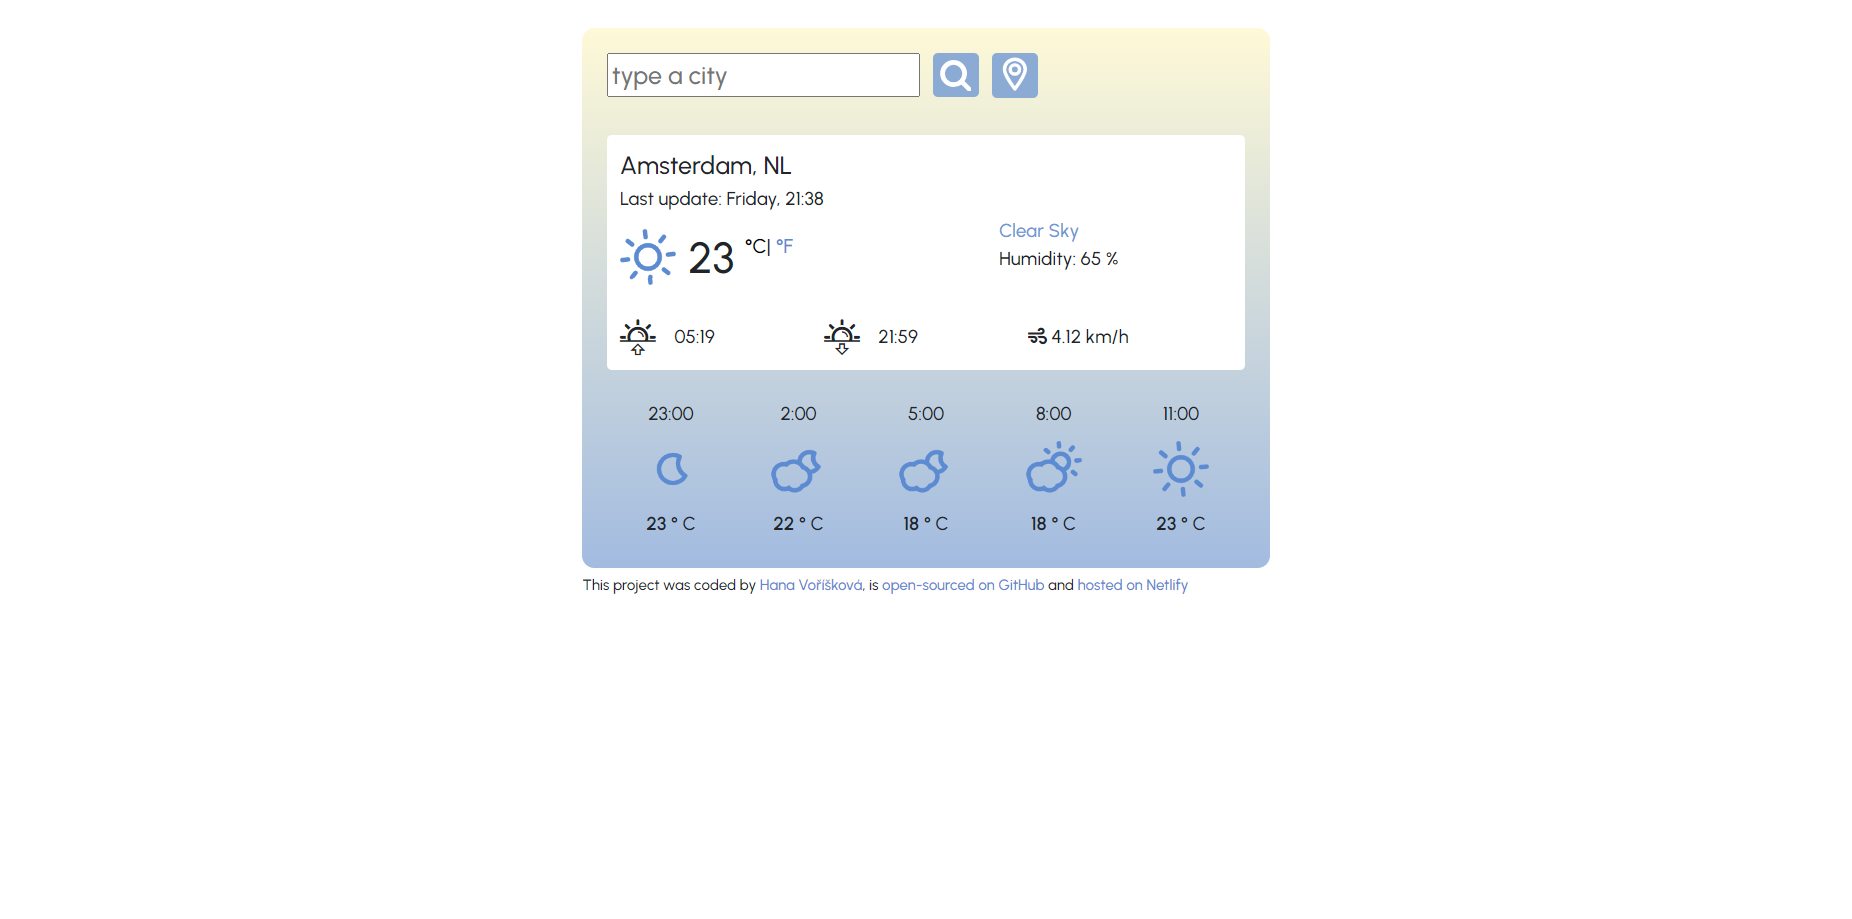 type a city
Amsterdam, NL
Last update: Friday, 21:38
23 °C| °F
Clear Sky
Humidity: 65 %
05:19 21:59 4.12 km/h
23:00 2:00 5:00 8:00 11:00
23 ° C 22 ° C 18 ° C 18 ° C 23 ° C
This project was coded by Hana Voříšková, is open-sourced on GitHub and hosted on Netlify